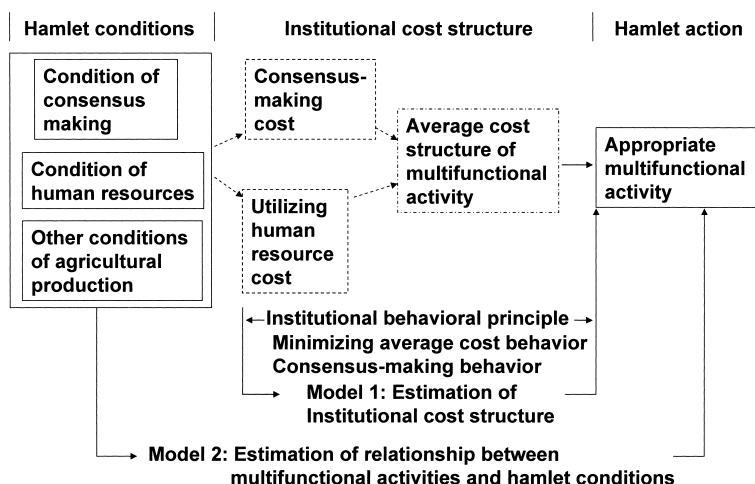 Hamlet conditions
Institutional cost structure
Hamlet action
Condition of
consensus
making
Condition of
human resources
Other conditions
of agricultural
production
Consensus-
making
cost
Utilizing
human
resource
cost
Average cost
structure of
multifunctional
activity
Appropriate
multifunctional
activity
Institutional behavioral principle
Minimizing average cost behavior
Consensus-making behavior
Model 1: Estimation of
Institutional cost structure
Model 2: Estimation of relationship between
multifunctional activities and hamlet conditions